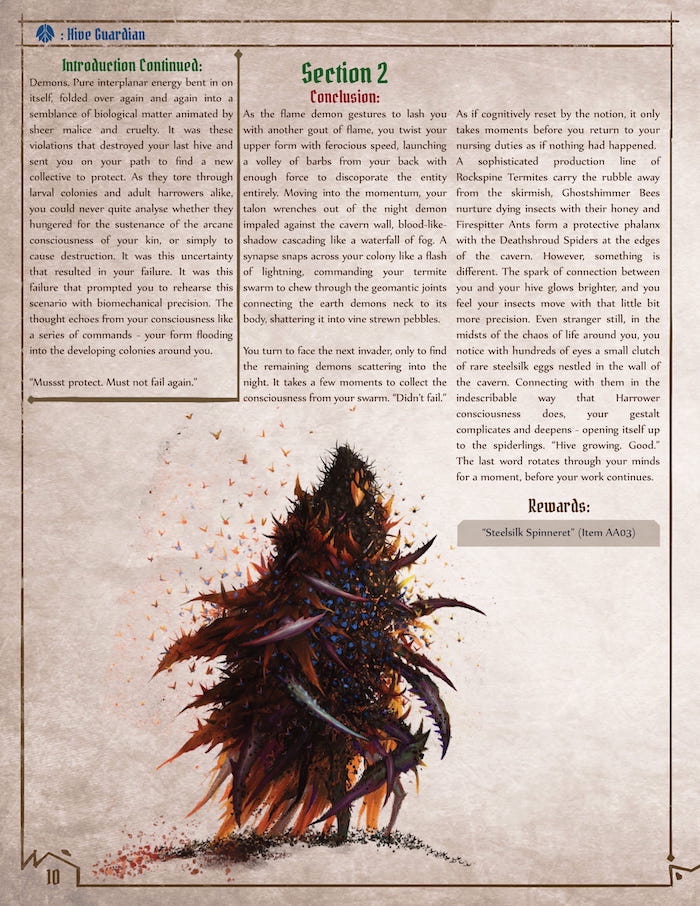 : Hive Guardian
Introduction Continued:
Demons. Pure interplanar energy bent in on
itself, folded over again and again into a
semblance of biological matter animated by
sheer malice and cruelty. It was these
violations that destroyed your last hive and
sent you on your path to find a new
collective to protect. As they tore through
larval colonies and adult harrowers alike,
you could never quite analyse whether they
hungered for the sustenance of the arcane
consciousness of your kin, or simply to
cause destruction. It was this uncertainty
that resulted in your failure. It was this
failure that prompted you to rehearse this
scenario with biomechanical precision. The
thought echoes from your consciousness like
a series of commands - your form flooding
into the developing colonies around you.
“Mussst protect. Must not fail again.”
Section 2
Conclusion:
As the flame demon gestures to lash you
with another gout of flame, you twist your
upper form with ferocious speed, launching
a volley of barbs from your back with
enough force to discoporate the entity
entirely. Moving into the momentum, your
talon wrenches out of the night demon
impaled against the cavern wall, blood-like-
shadow cascading like a waterfall of fog. A
synapse snaps across your colony like a flash
of lightning, commanding your termite
swarm to chew through the geomantic joints
connecting the earth demons neck to its
body, shattering it into vine strewn pebbles.
You turn to face the next invader, only to find
the remaining demons scattering into the
night. It takes a few moments to collect the
consciousness from your swarm. “Didn’t fail.”
As if cognitively reset by the notion, it only
takes moments before you return to your
nursing duties as if nothing had happened.
A sophisticated production line of
Rockspine Termites carry the rubble away
from the skirmish, Ghostshimmer Bees
nurture dying insects with their honey and
Firespitter Ants form a protective phalanx
with the Deathshroud Spiders at the edges
of the cavern. However, something is
different. The spark of connection between
you and your hive glows brighter, and you
feel your insects move with that little bit
more precision. Even stranger still, in the
midsts of the chaos of life around you, you
notice with hundreds of eyes a small clutch
of rare steelsilk eggs nestled in the wall of
the cavern. Connecting with them in the
indescribable way that Harrower
consciousness does, your gestalt
complicates and deepens - opening itself up
to the spiderlings. “Hive growing. Good.”
The last word rotates through your minds
for a moment, before your work continues.
Rewards:
“Steelsilk Spinneret” (Item AA03)
10